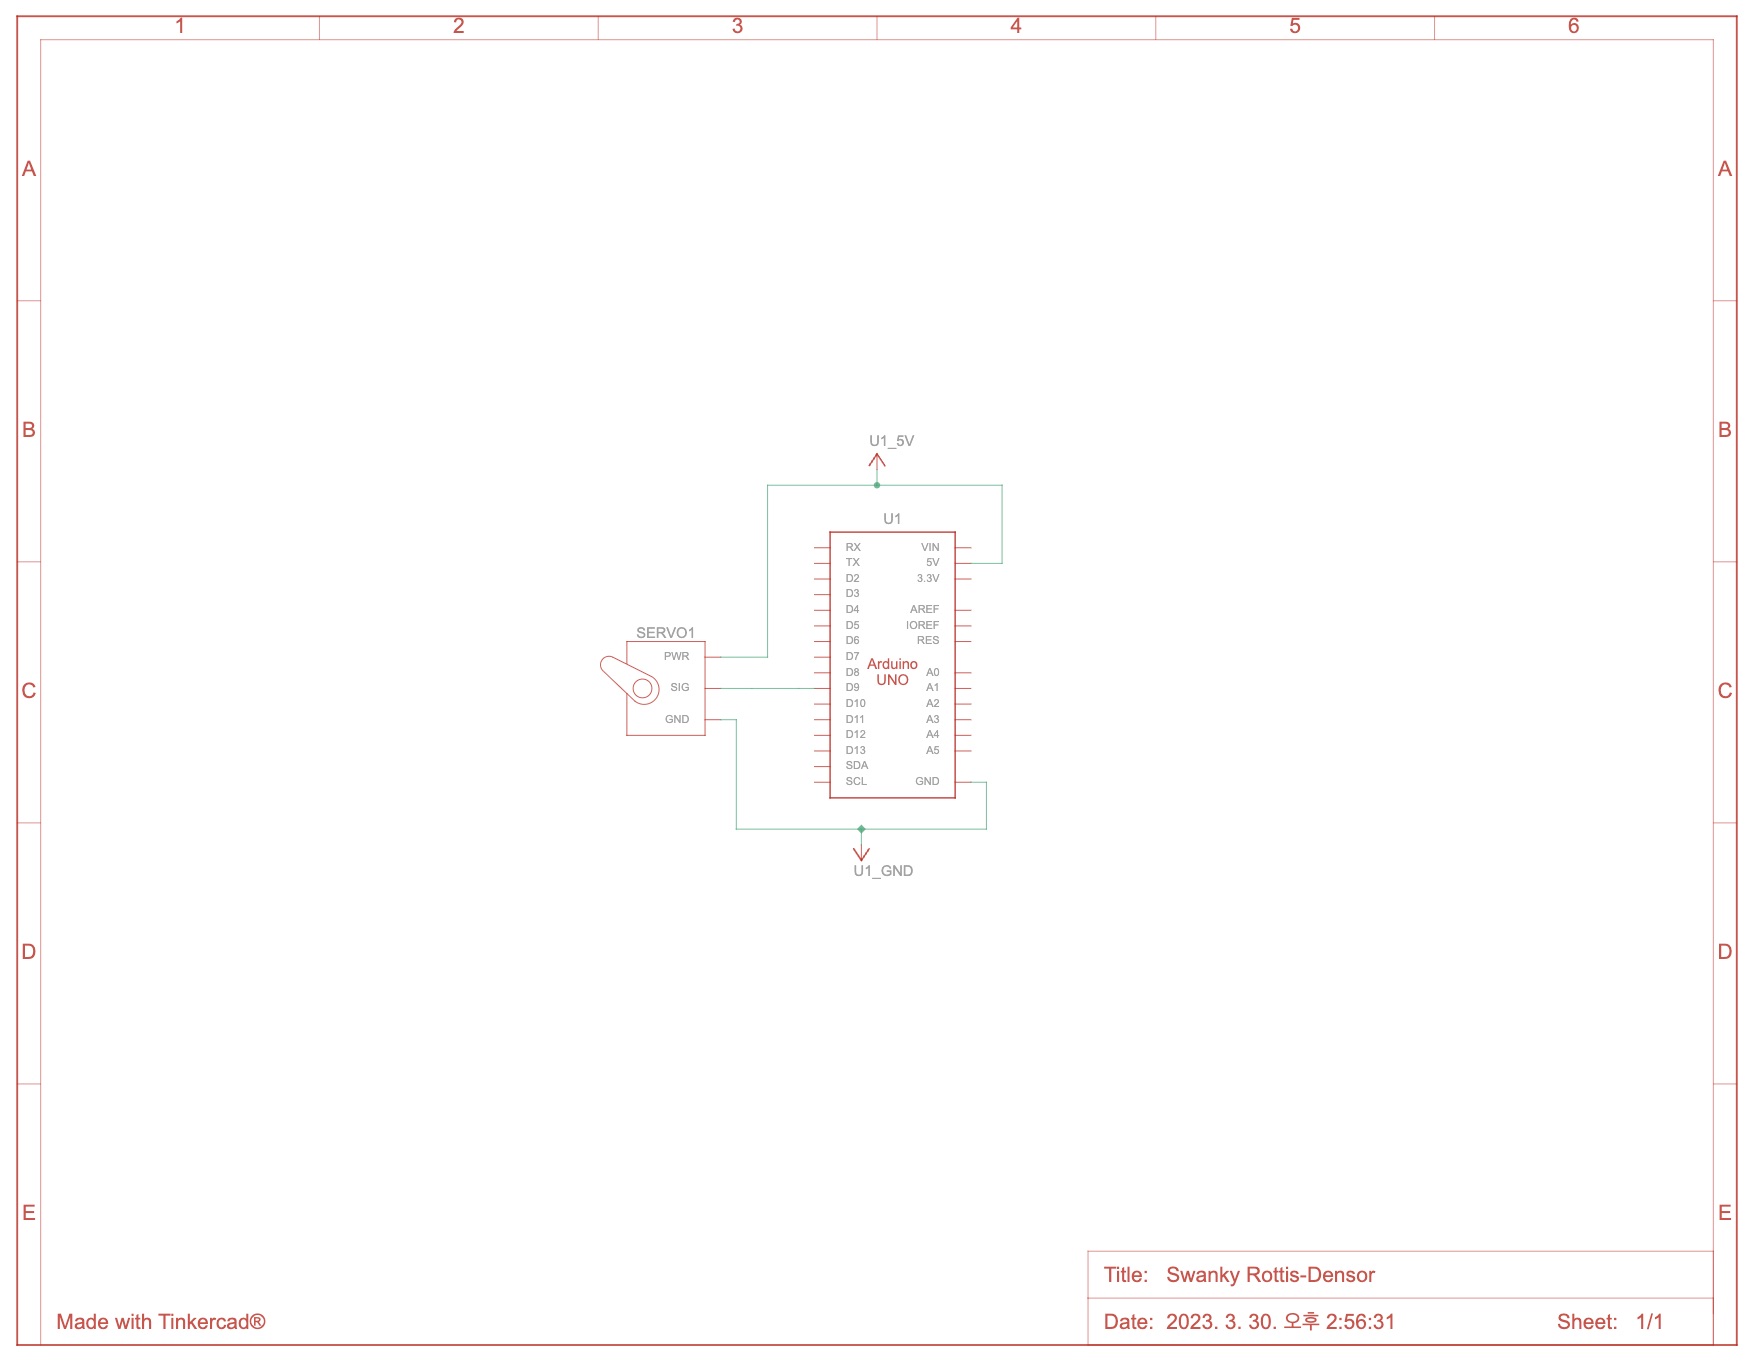 1 2 3 4 5 6
A A
B B
U1_5V
U1
RX VIN
TX 5V
D2 3.3V
D3
D4 AREF
D5 IOREF
SERVO1 D6 RES
PWR D7
Arduino
D8 A0
UNO
SIG D9 A1
C C
D10 A2
GND D11 A3
D12 A4
D13 A5
SDA
SCL GND
U1_GND
D D
E E
Title: Swanky Rottis-Densor
Made with Tinkercad® Date: 2023. 3. 30. 오후 2:56:31 Sheet: 1/1